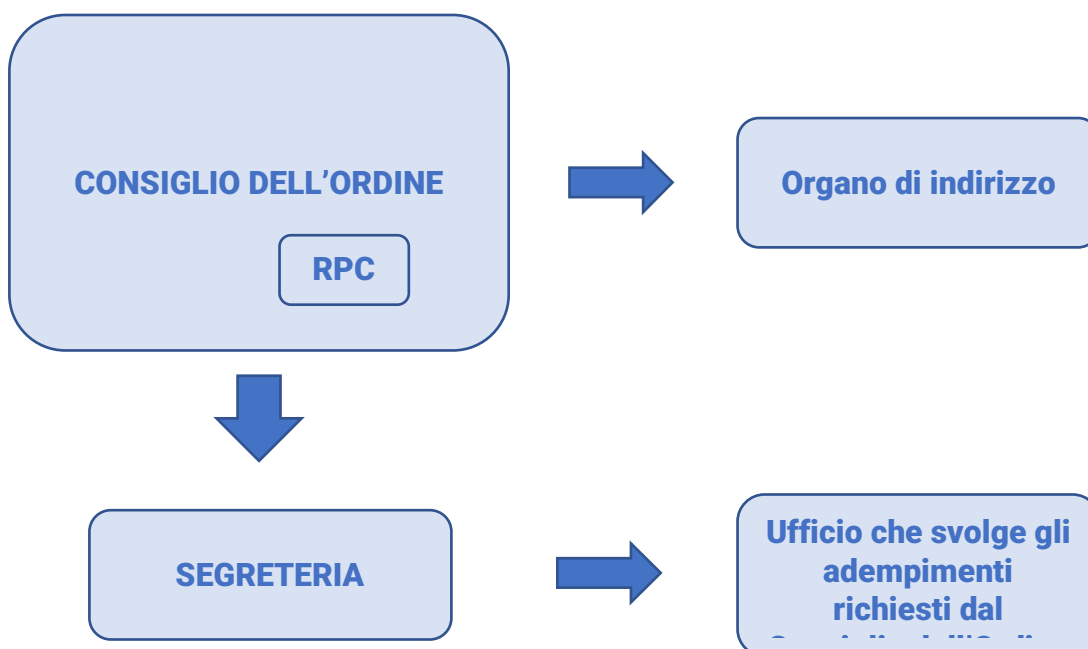 CONSIGLIO DELL’ORDINE
Organo di indirizzo
RPC
SEGRETERIA
Ufficio che svolge gli
adempimenti
richiesti dal